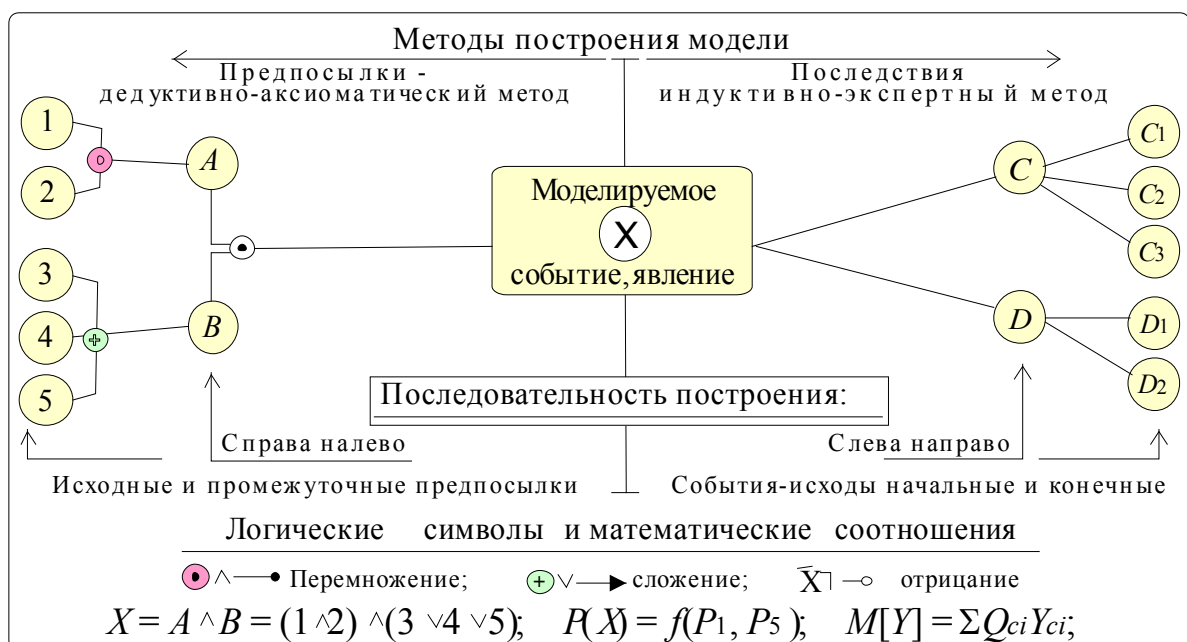 Методы построения модели
Предпосылки -
дедуктивно-аксиоматический метод
Последствия
индуктивно-экспертный метод
1
2
3
4
5
A
B
Моделируемое
X
событие, явление
C
D
C1
C2
C3
D1
D2
Последовательность построения:
Справа налево
Слева направо
Исходные и промежуточные предпосылки
События-исходы начальные и конечные
Логические символы и математические соотношения
∧ Перемножение; + ∨ сложение; X̅ ˥ отрицание
X = A ∧ B = (1 ∧ 2) ∧ (3 ∨ 4 ∨ 5); P(X) = f(P1, P5); M[Y] = ΣQciYci;